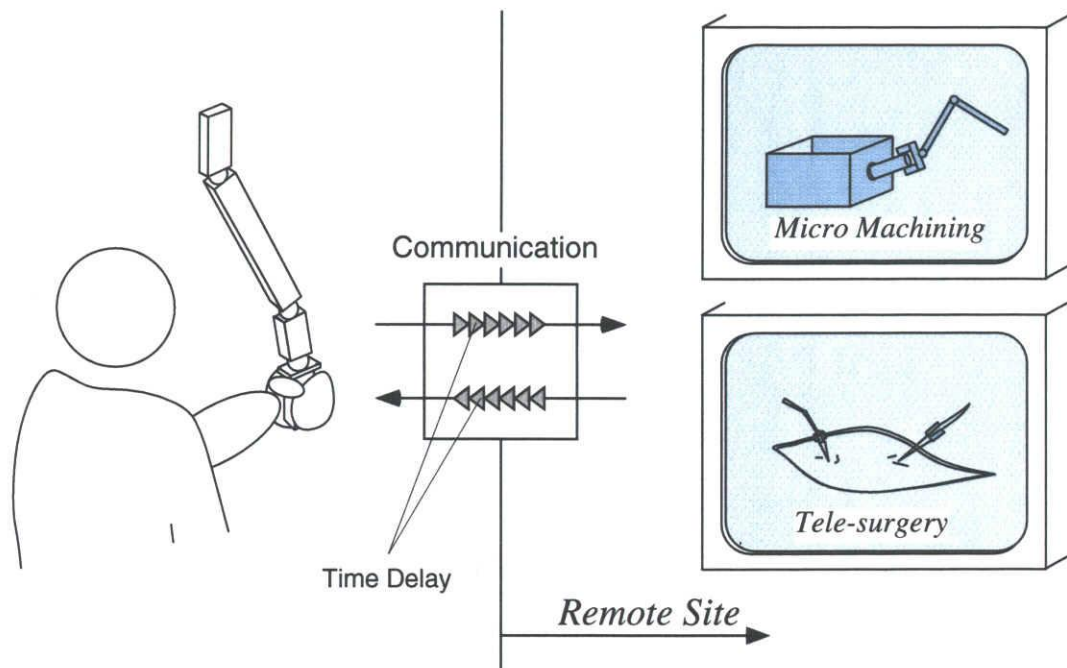 Communication
Micro Machining
Tele-surgery
Time Delay
Remote Site